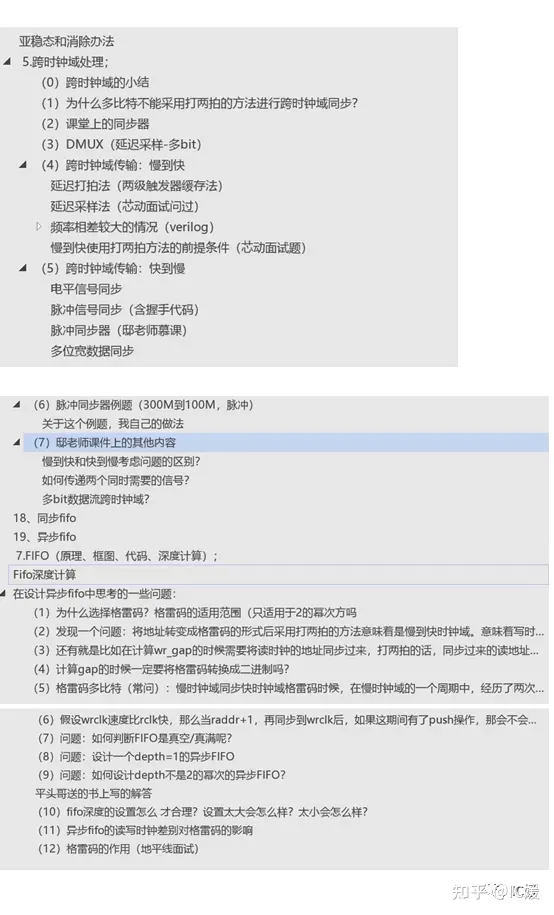 亚稳态和消除办法
5.跨时钟域处理;
（0）跨时钟域的小结
（1）为什么多比特不能采用打两拍的方法进行跨时钟域同步？
（2）课堂上的同步器
（3）DMUX（延迟采样-多bit）
（4）跨时钟域传输：慢到快
延迟打拍法（两级触发器缓存法）
延迟采样法（芯动面试问过）
频率相差较大的情况（verilog）
慢到快使用打两拍方法的前提条件（芯动面试题）
（5）跨时钟域传输：快到慢
电平信号同步
脉冲信号同步（含握手代码）
脉冲同步器（邸老师慕课）
多位宽数据同步
（6）脉冲同步器例题（300M到100M，脉冲）
关于这个例题，我自己的做法
（7）邸老师课件上的其他内容
慢到快和快到慢考虑问题的区别？
如何传递两个同时需要的信号？
多bit数据流跨时钟域？
18、同步fifo
19、异步fifo
7.FIFO（原理、框图、代码、深度计算）;
Fifo深度计算
在设计异步fifo中思考的一些问题：
（1）为什么选择格雷码？格雷码的适用范围（只适用于2的幂次方吗
（2）发现一个问题：将地址转变成格雷码的形式后采用打两拍的方法意味着是慢到快时钟域。意味着写时...
（3）还有就是比如在计算wr_gap的时候需要将读时钟的地址同步过来，打两拍的话，同步过来的读地址...
（4）计算gap的时候一定要将格雷码转换成二进制吗？
（5）格雷码多比特（常问）：慢时钟域同步快时钟域格雷码时候，在慢时钟域的一个周期中，经历了两次...
（6）假设wrclk速度比rclk快，那么当raddr+1，再同步到wrclk后，如果这期间有了push操作，那会不会...
（7）问题：如何判断FIFO是真空/真满呢？
（8）问题：设计一个depth=1的异步FIFO
（9）问题：如何设计depth不是2的幂次的异步FIFO？
平头哥送的书上写的解答
（10）fifo深度的设置怎么 才合理？设置太大会怎么样？太小会怎么样？
（11）异步fifo的读写时钟差别对格雷码的影响
（12）格雷码的作用（地平线面试）
知乎 @IC媛